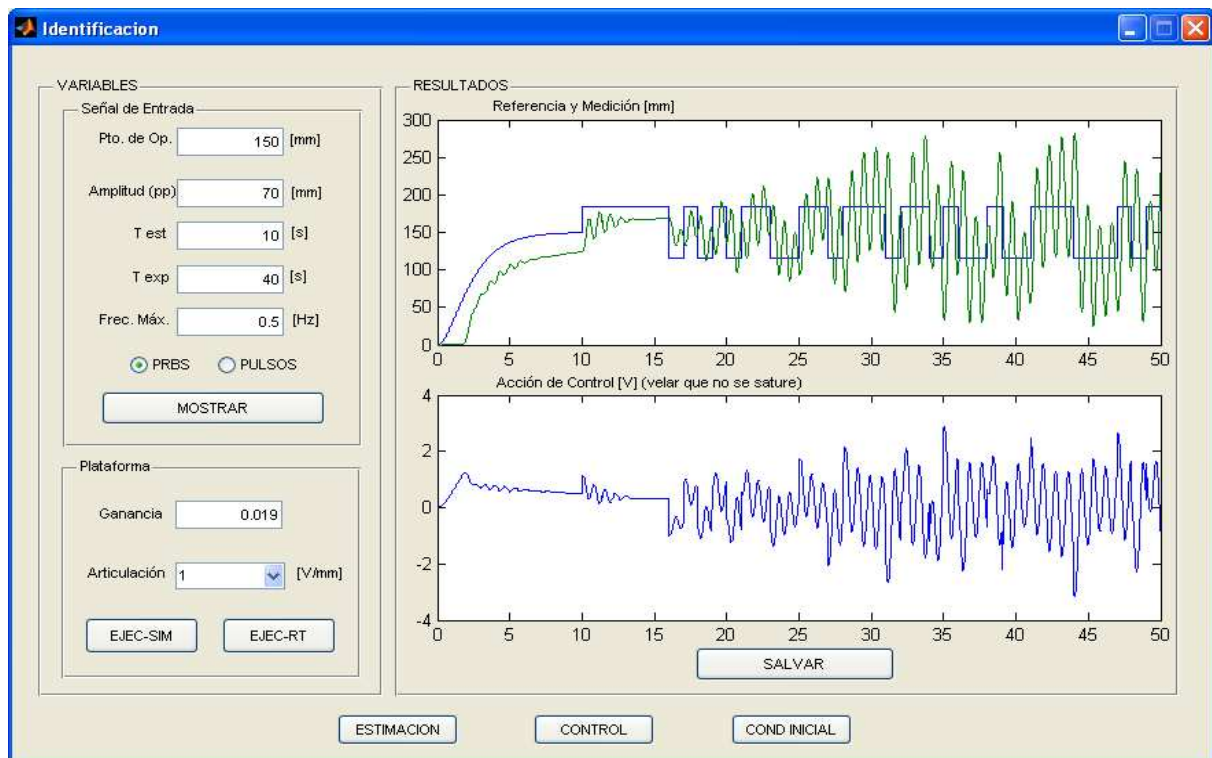 Identificacion
VARIABLES
Señal de Entrada
Pto. de Op. 150 [mm]
Amplitud (pp) 70 [mm]
T est 10 [s]
T exp 40 [s]
Frec. Máx. 0.5 [Hz]
PRBS PULSOS
MOSTRAR
Plataforma
Ganancia 0.019
Articulación 1 [V/mm]
EJEC-SIM EJEC-RT
RESULTADOS
Referencia y Medición [mm]
300
250
200
150
100
50
0
0 5 10 15 20 25 30 35 40 45 50
Acción de Control [V] (velar que no se sature)
4
2
0
-2
-4
0 5 10 15 20 25 30 35 40 45 50
SALVAR
ESTIMACION CONTROL COND INICIAL